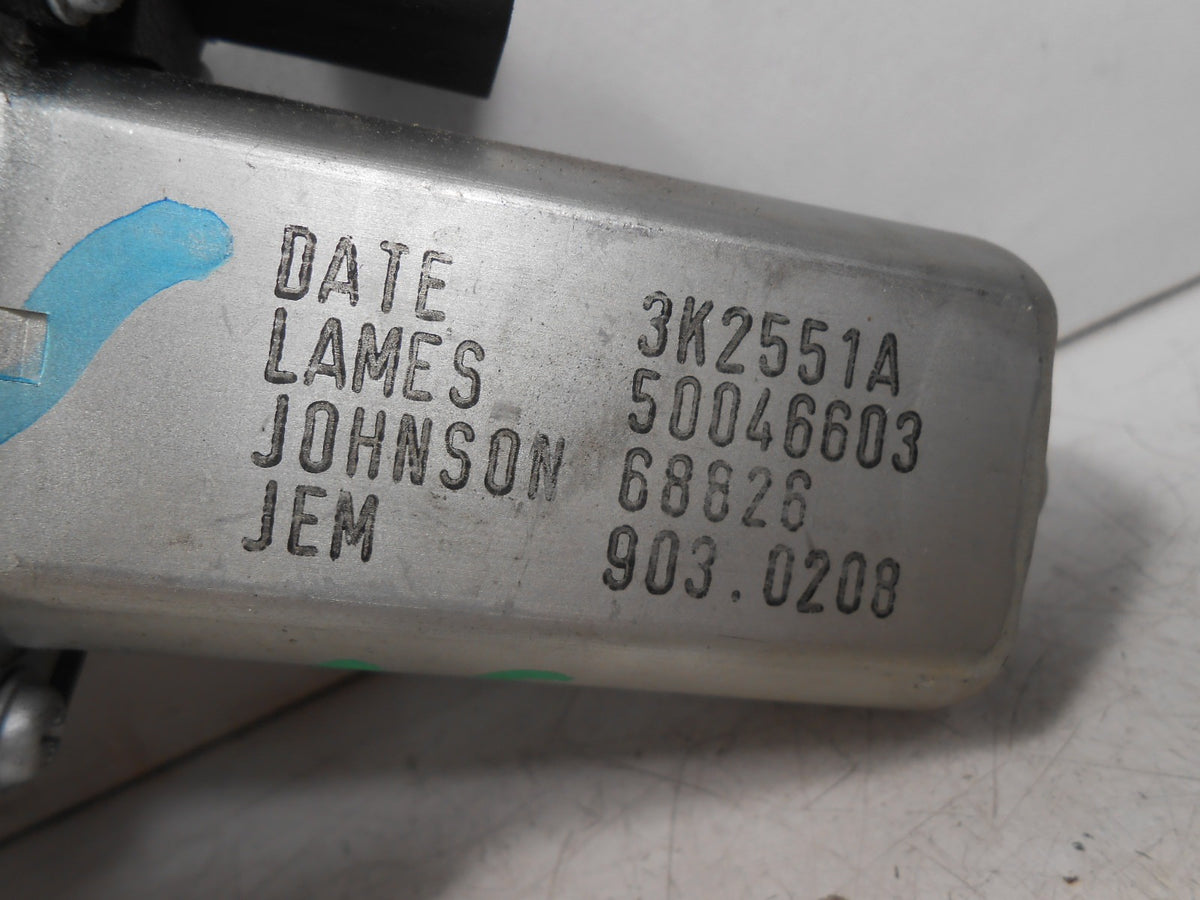 DATE 3K2551A
LAMES 50046603
JOHNSON 68826
JEM 903.0208